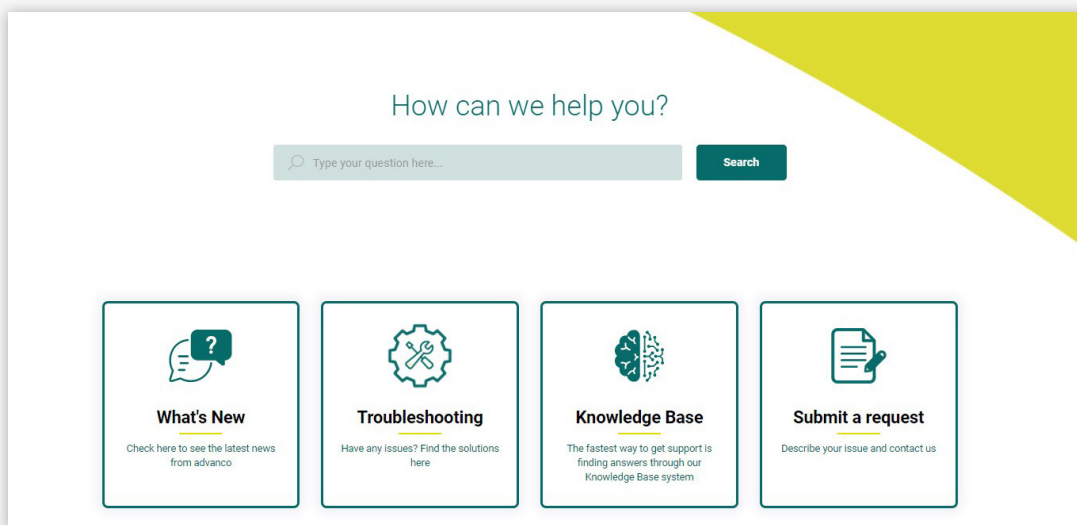 How can we help you?
Type your question here...
Search
?
What's New
Check here to see the latest news
from advanco
Troubleshooting
Have any issues? Find the solutions
here
Knowledge Base
The fastest way to get support is
finding answers through our
Knowledge Base system
Submit a request
Describe your issue and contact us